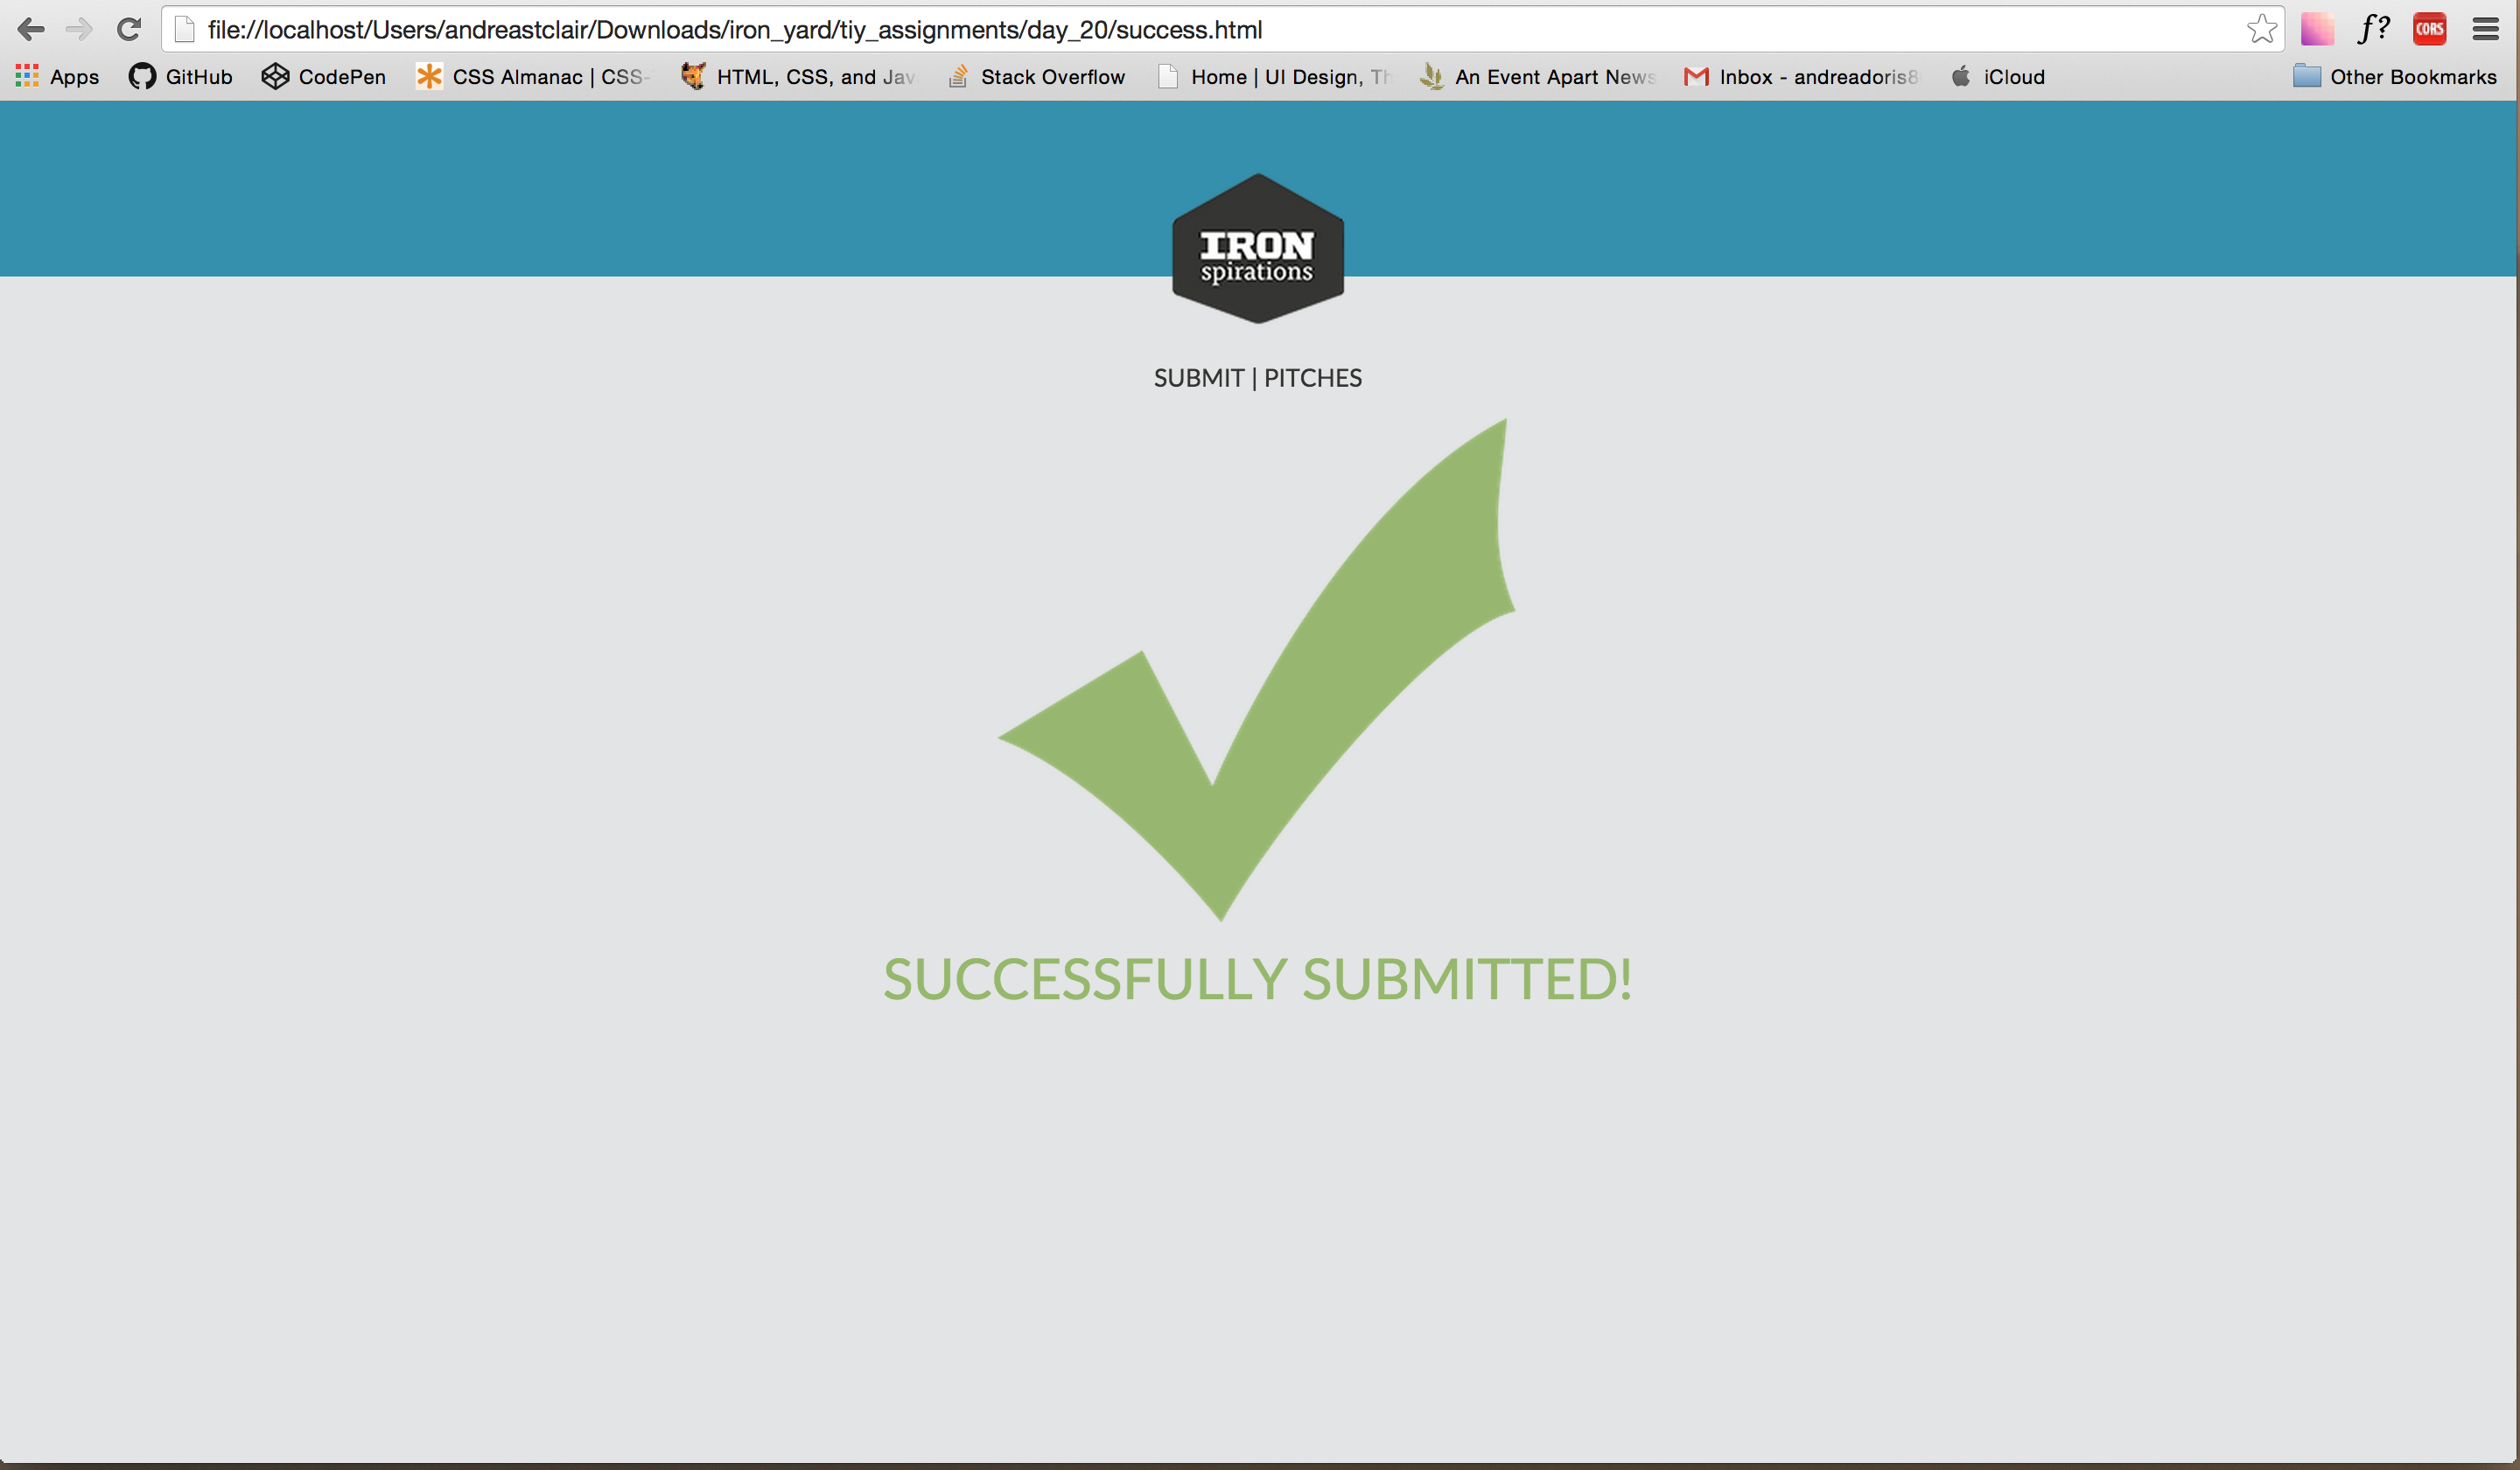 file://localhost/Users/andreastclair/Downloads/iron_yard/tiy_assignments/day_20/success.html
f?
CORS
Apps GitHub CodePen CSS Almanac | CSS- HTML, CSS, and Jav Stack Overflow Home | UI Design, Th An Event Apart News Inbox - andreadoris8 iCloud Other Bookmarks
IRON
spirations
SUBMIT | PITCHES
SUCCESSFULLY SUBMITTED!